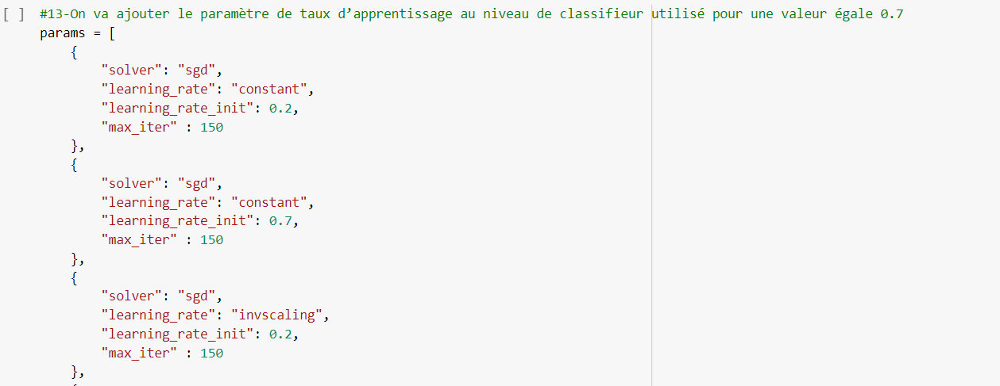 [ ] #13-On va ajouter le paramètre de taux d’apprentissage au niveau de classifieur utilisé pour une valeur égale 0.7
params = [
{
"solver": "sgd",
"learning_rate": "constant",
"learning_rate_init": 0.2,
"max_iter" : 150
},
{
"solver": "sgd",
"learning_rate": "constant",
"learning_rate_init": 0.7,
"max_iter" : 150
},
{
"solver": "sgd",
"learning_rate": "invscaling",
"learning_rate_init": 0.2,
"max_iter" : 150
},